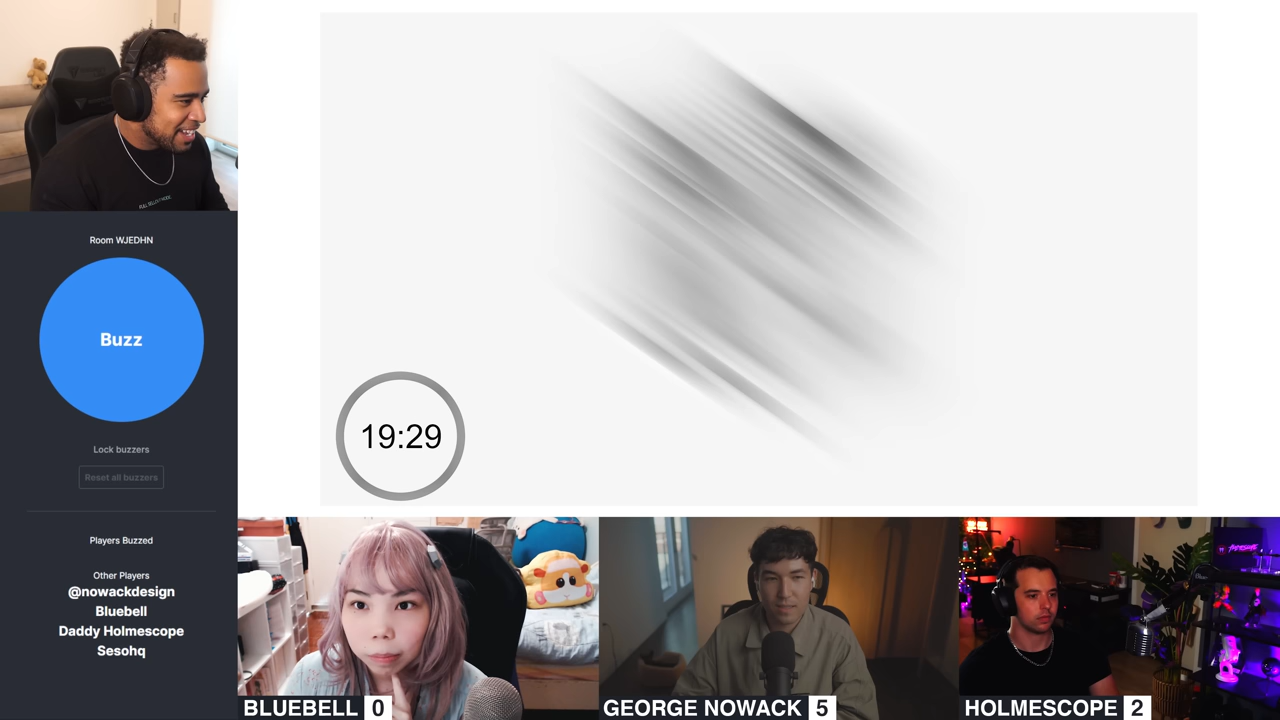 Room WJEDHN
Buzz
Lock buzzers
Reset all buzzers
Players Buzzed
Other Players
@nowackdesign
Bluebell
Daddy Holmescope
Sesohq
19:29
BLUEBELL 0
GEORGE NOWACK 5
HOLMESCOPE 2